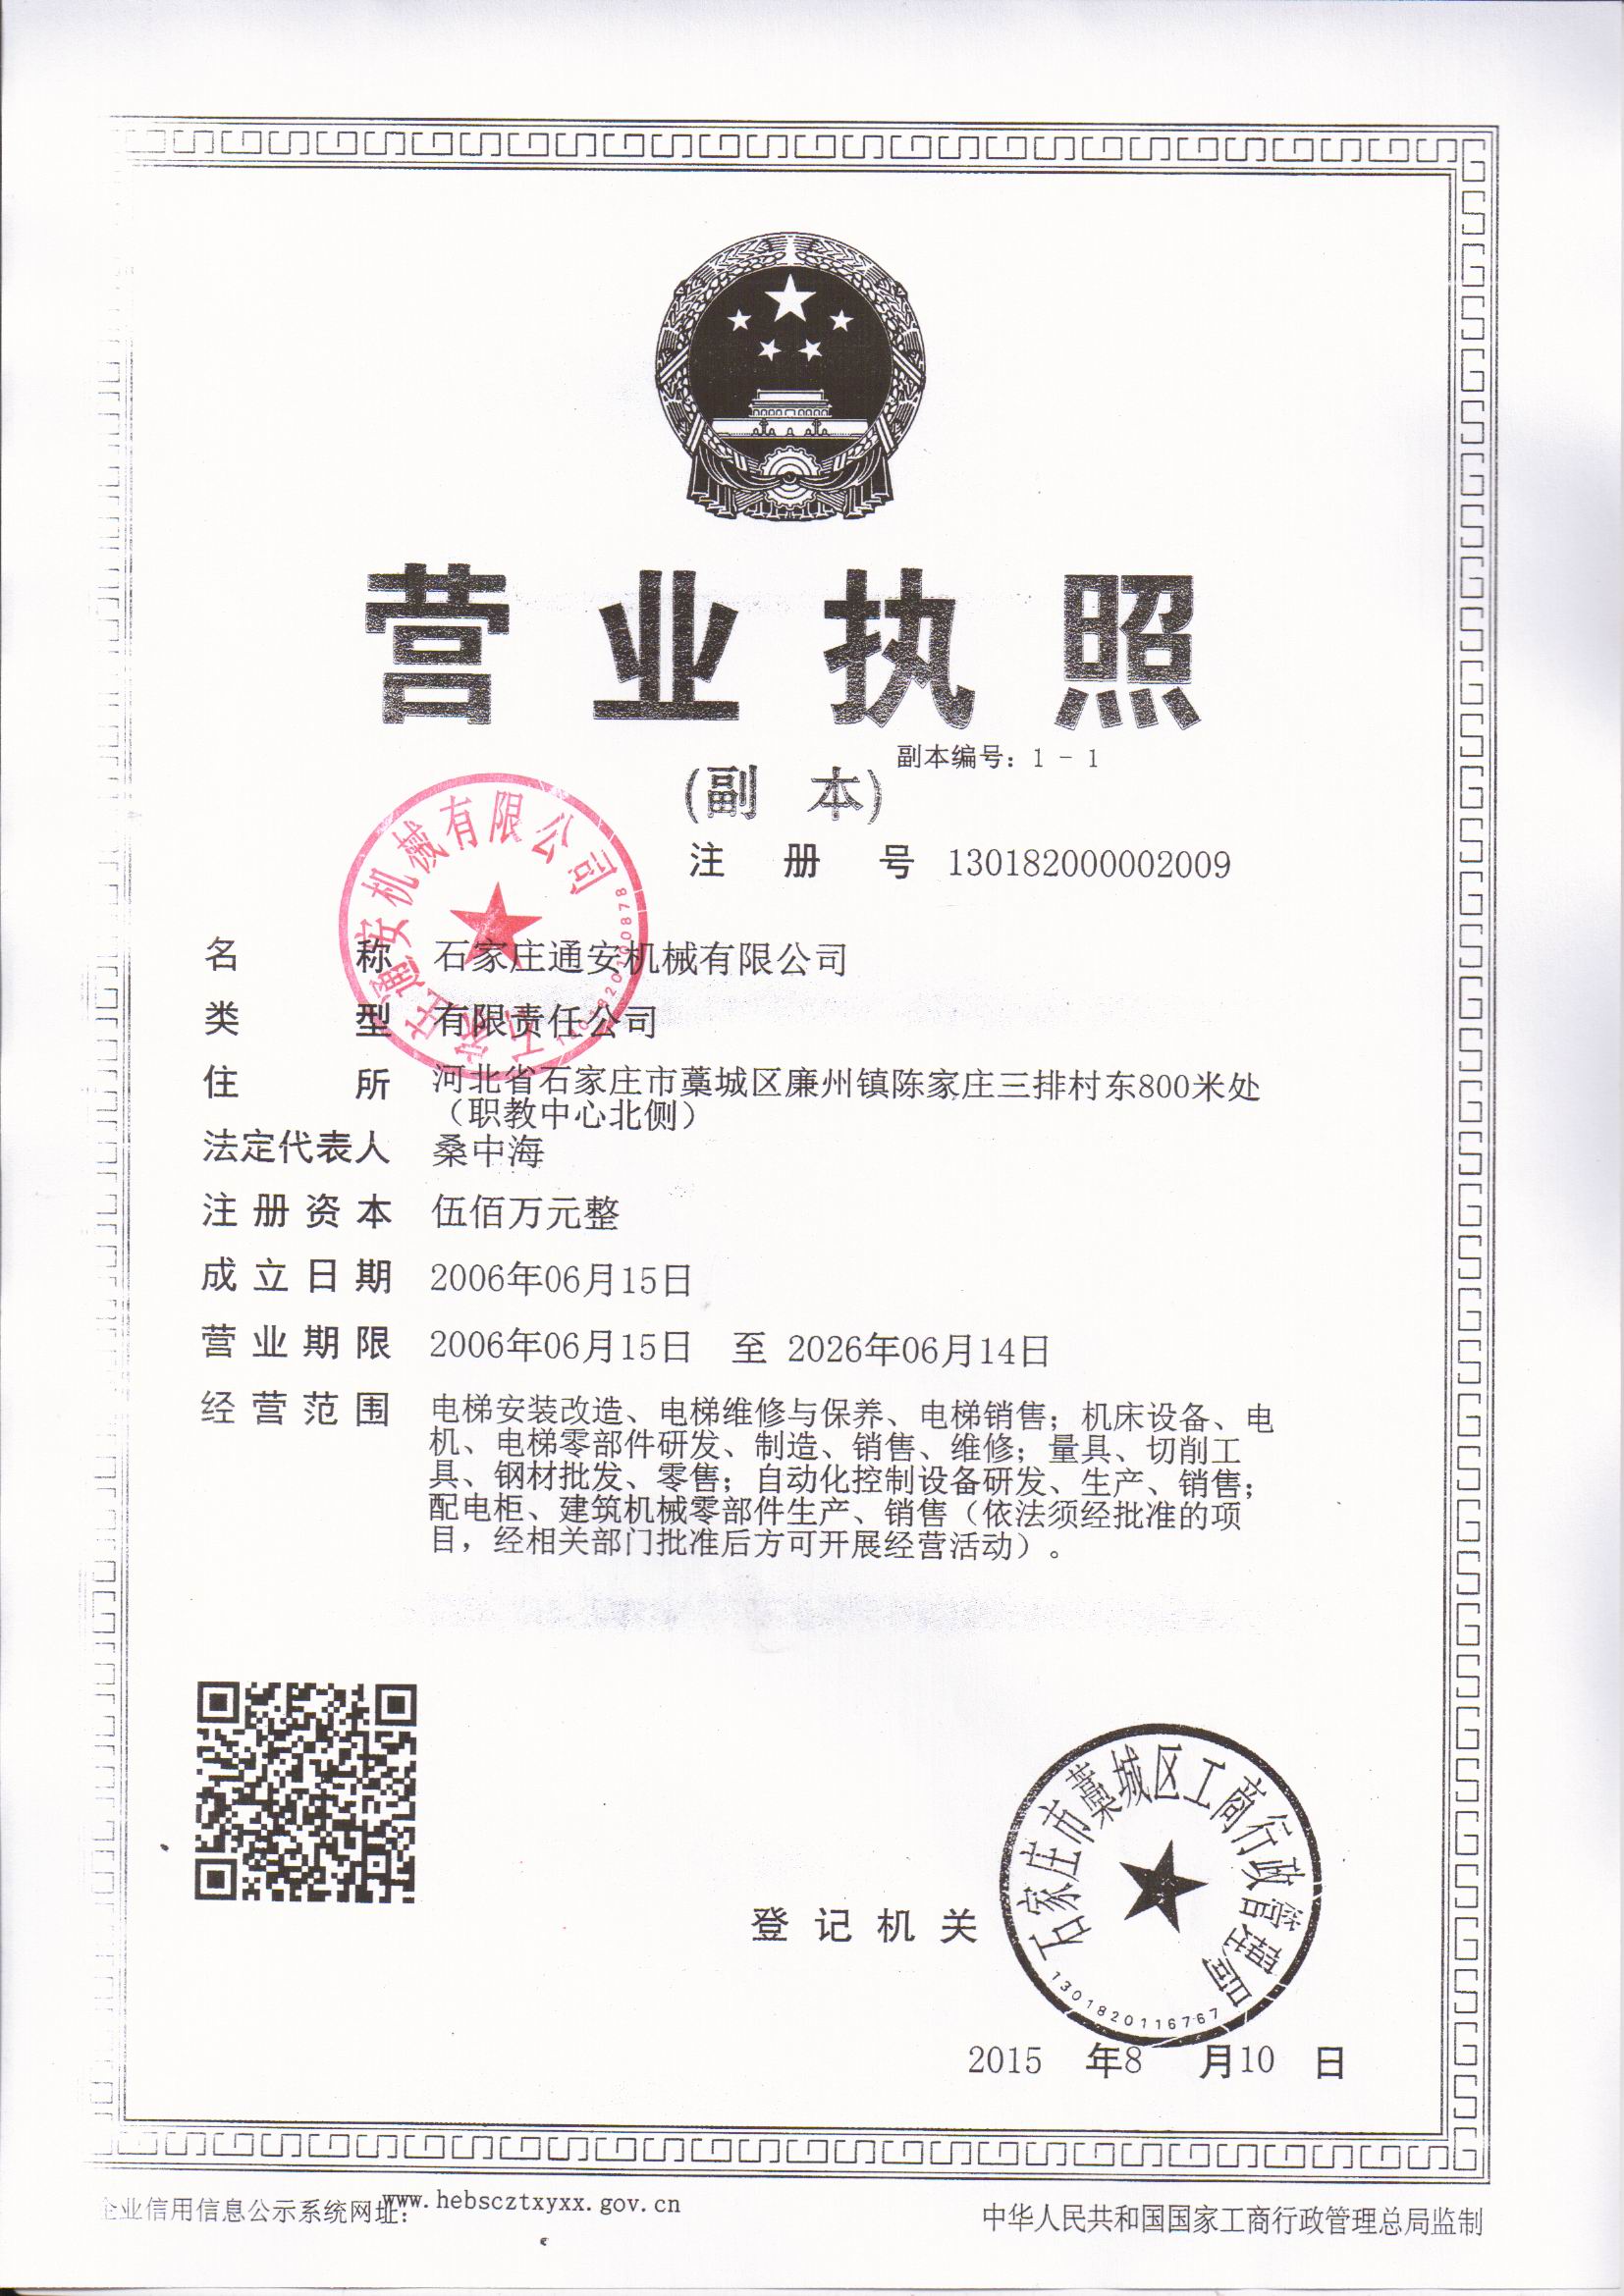 营业执照
副本编号：1－1
(副 本)
注 册 号 130182000002009
名 称 石家庄通安机械有限公司
类 型 有限责任公司
住 所 河北省石家庄市藁城区廉州镇陈家庄三排村东800米处
（职教中心北侧）
法定代表人 桑中海
注册资本 伍佰万元整
成立日期 2006年06月15日
营业期限 2006年06月15日 至 2026年06月14日
经营范围 电梯安装改造、电梯维修与保养、电梯销售；机床设备、电
机、电梯零部件研发、制造、销售、维修；量具、切削工
具、钢材批发、零售；自动化控制设备研发、生产、销售；
配电柜、建筑机械零部件生产、销售（依法须经批准的项
目，经相关部门批准后方可开展经营活动）。
石家庄通安机械有限公司
1301820100878
登记机关
石家庄市藁城区工商行政管理局
1301820116767
2015 年8 月10 日
企业信用信息公示系统网址：www.hebscztxyxx.gov.cn
中华人民共和国国家工商行政管理总局监制